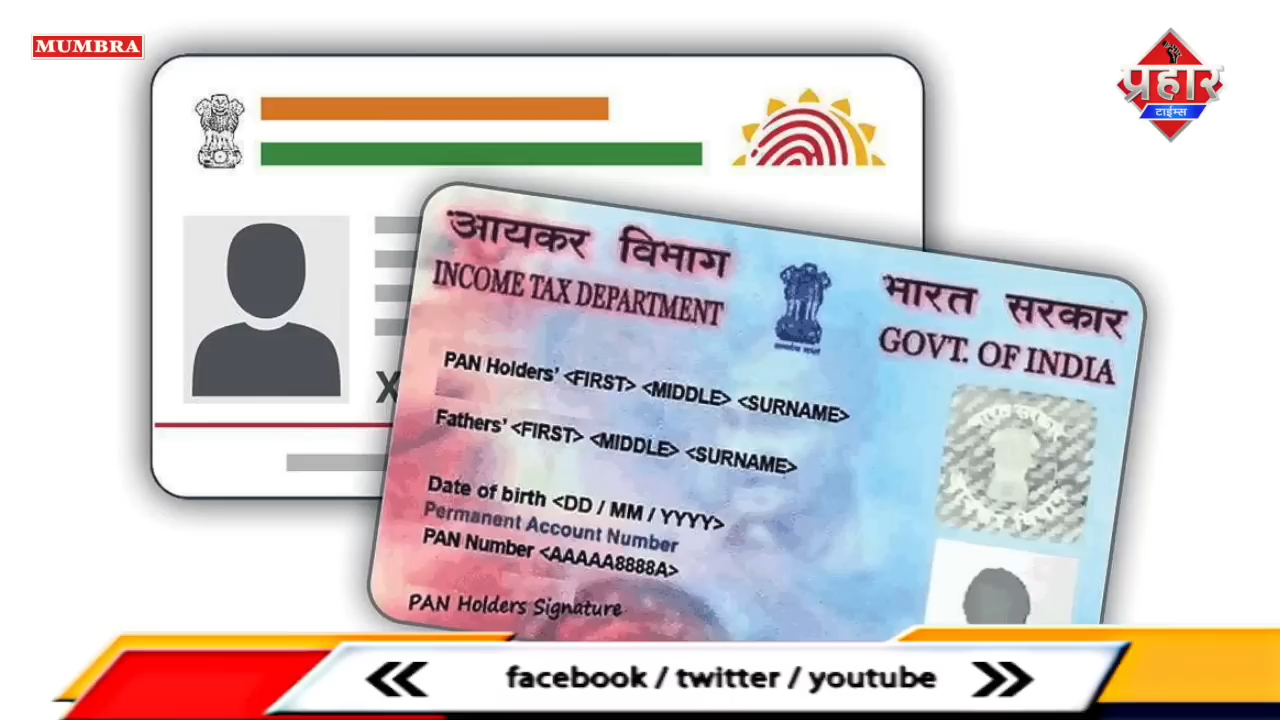 MUMBRA
प्रहार
टाईम्स
आयकर विभाग
INCOME TAX DEPARTMENT
भारत सरकार
GOVT. OF INDIA
PAN Holders' <FIRST> <MIDDLE> <SURNAME>
Fathers' <FIRST> <MIDDLE> <SURNAME>
Date of birth <DD / MM / YYYY>
Permanent Account Number
PAN Number <AAAAA8888A>
PAN Holders Signature
X
facebook / twitter / youtube